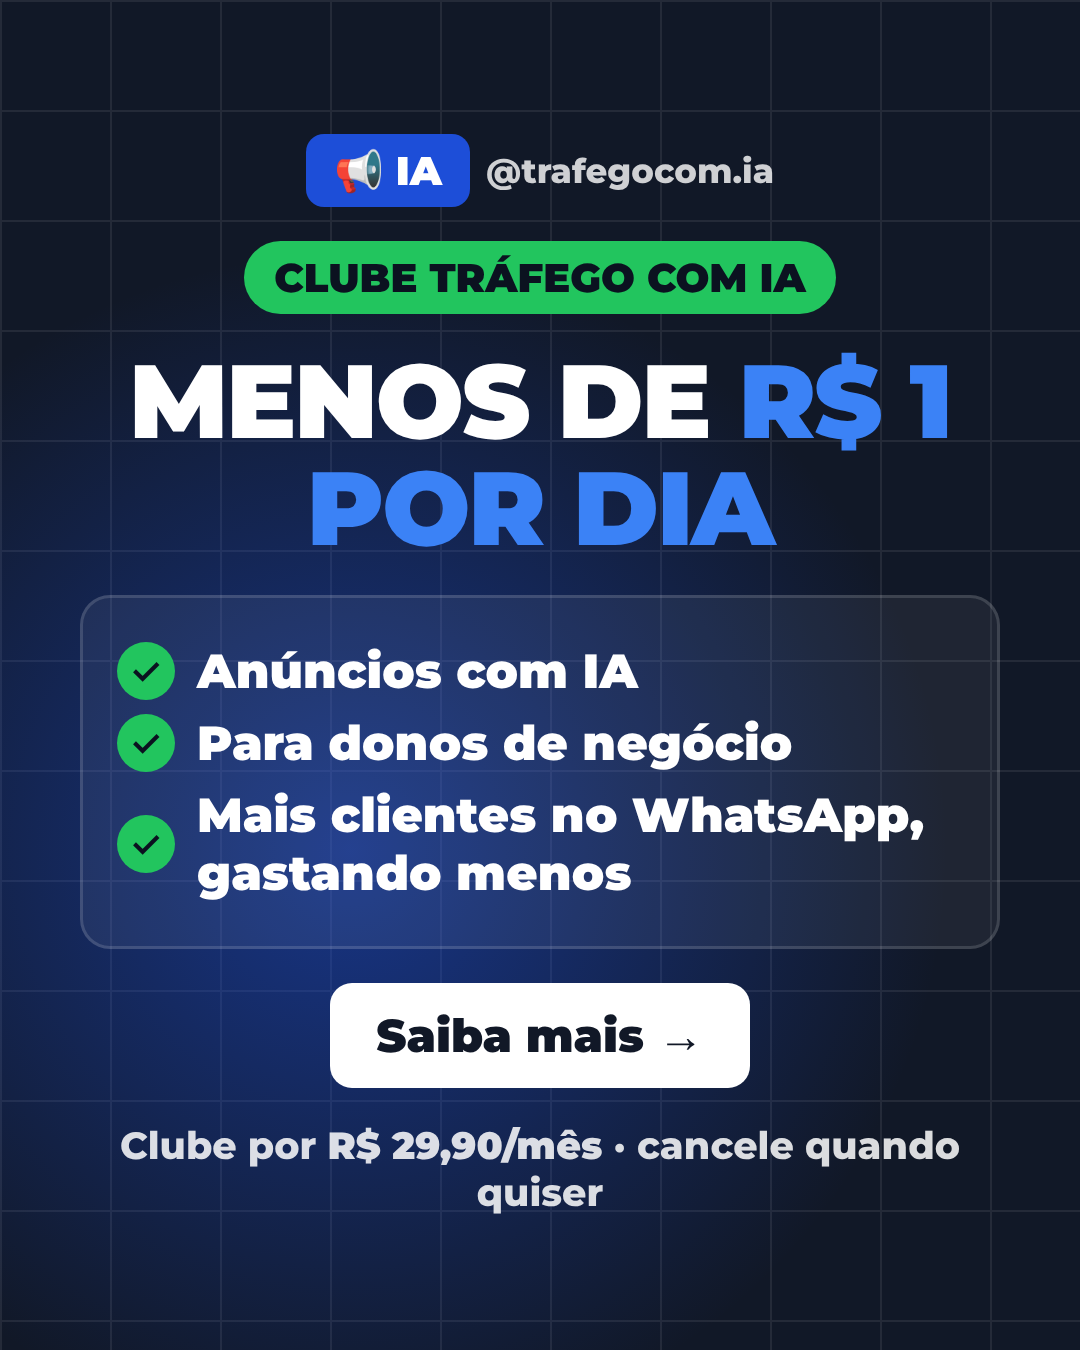 📢 IA @trafegocom.ia
CLUBE TRÁFEGO COM IA
MENOS DE R$ 1
POR DIA
Anúncios com IA
Para donos de negócio
Mais clientes no WhatsApp,
gastando menos
Saiba mais →
Clube por R$ 29,90/mês · cancele quando
quiser